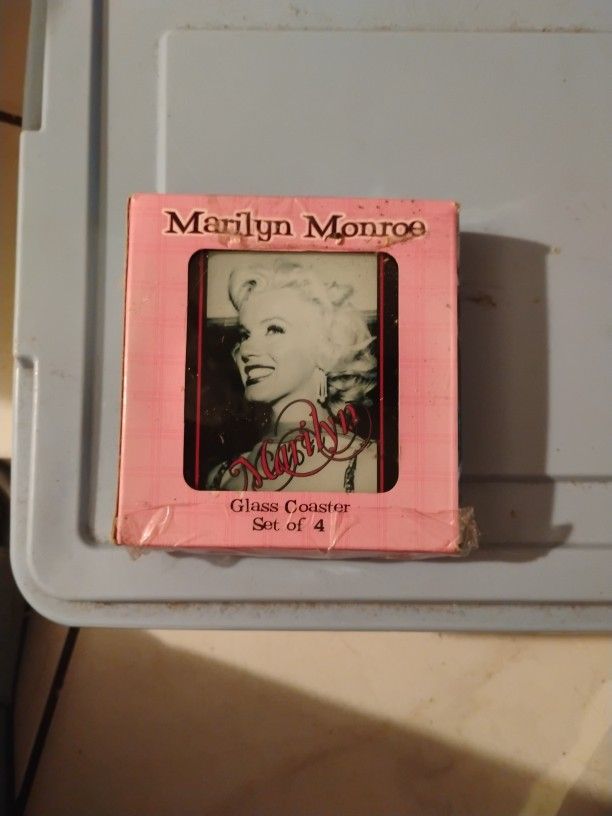 Marilyn Monroe
Marilyn
Glass Coaster
Set of 4